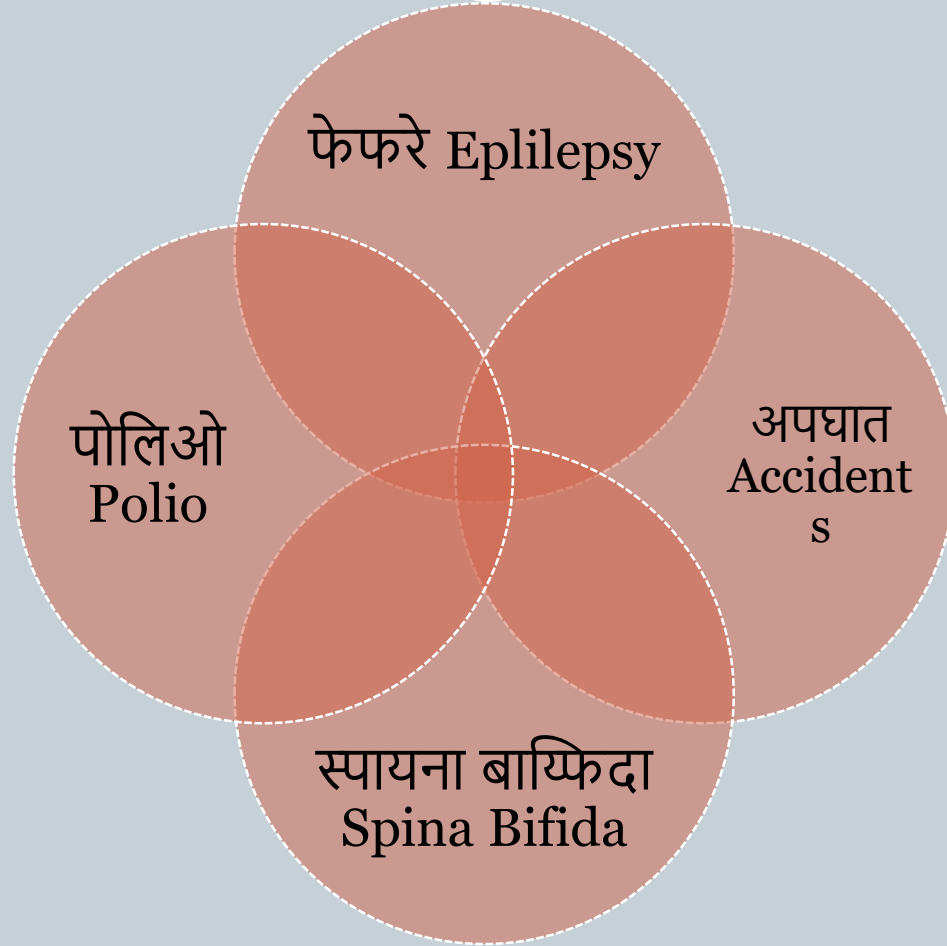 फेफरे Eplilepsy
पोलिओ
Polio
अपघात
Accident
s
स्पायना बाय्फिदा
Spina Bifida